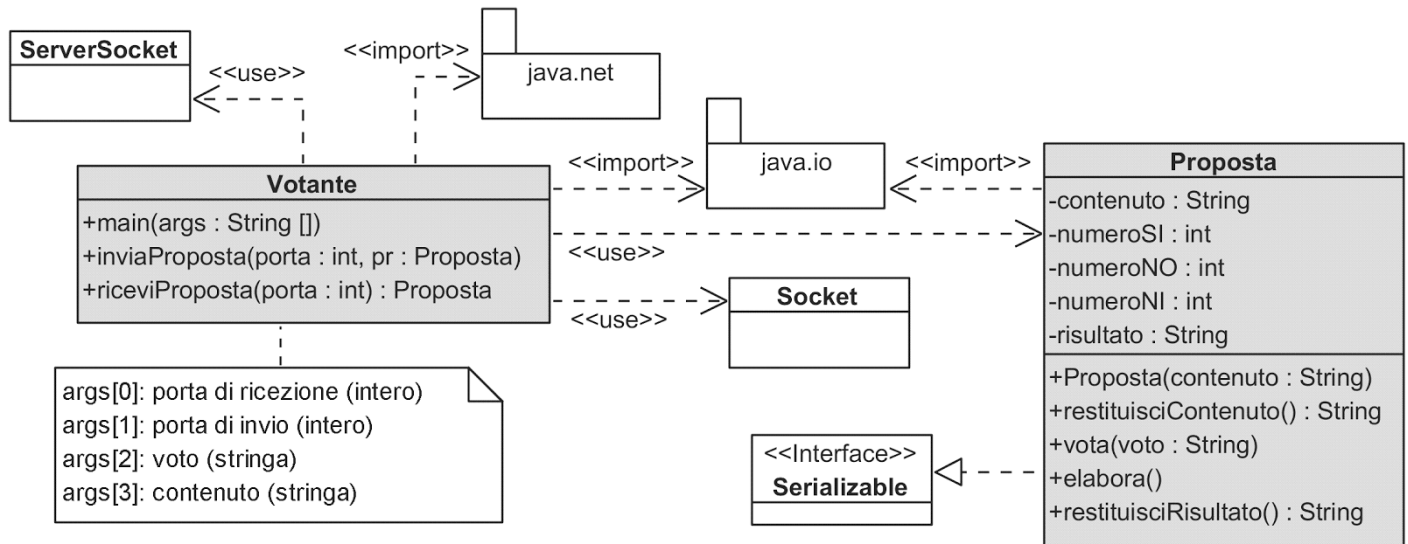 ServerSocket
<<use>>
<<import>>
java.net
Votante
+main(args : String [])
+inviaProposta(porta : int, pr : Proposta)
+riceviProposta(porta : int) : Proposta
<<import>>
java.io
<<import>>
<<use>>
Socket
<<use>>
Proposta
-contenuto : String
-numeroSI : int
-numeroNO : int
-numeroNI : int
-risultato : String
+Proposta(contenuto : String)
+restituisciContenuto() : String
+vota(voto : String)
+elabora()
+restituisciRisultato() : String
args[0]: porta di ricezione (intero)
args[1]: porta di invio (intero)
args[2]: voto (stringa)
args[3]: contenuto (stringa)
<<Interface>>
Serializable